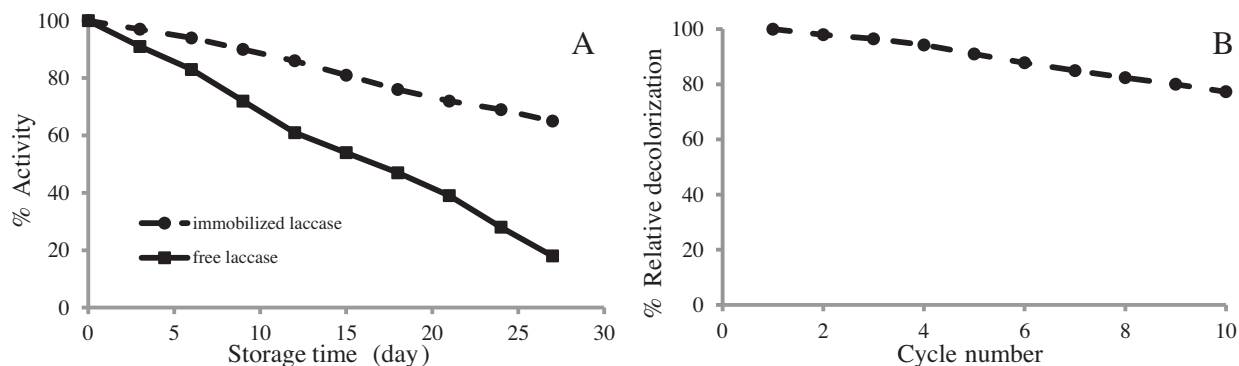 A
% Activity
100
80
60
40
20
0
immobilized laccase
free laccase
0 5 10 15 20 25 30
Storage time (day)
B
% Relative decolorization
100
80
60
40
20
0
0 2 4 6 8 10
Cycle number